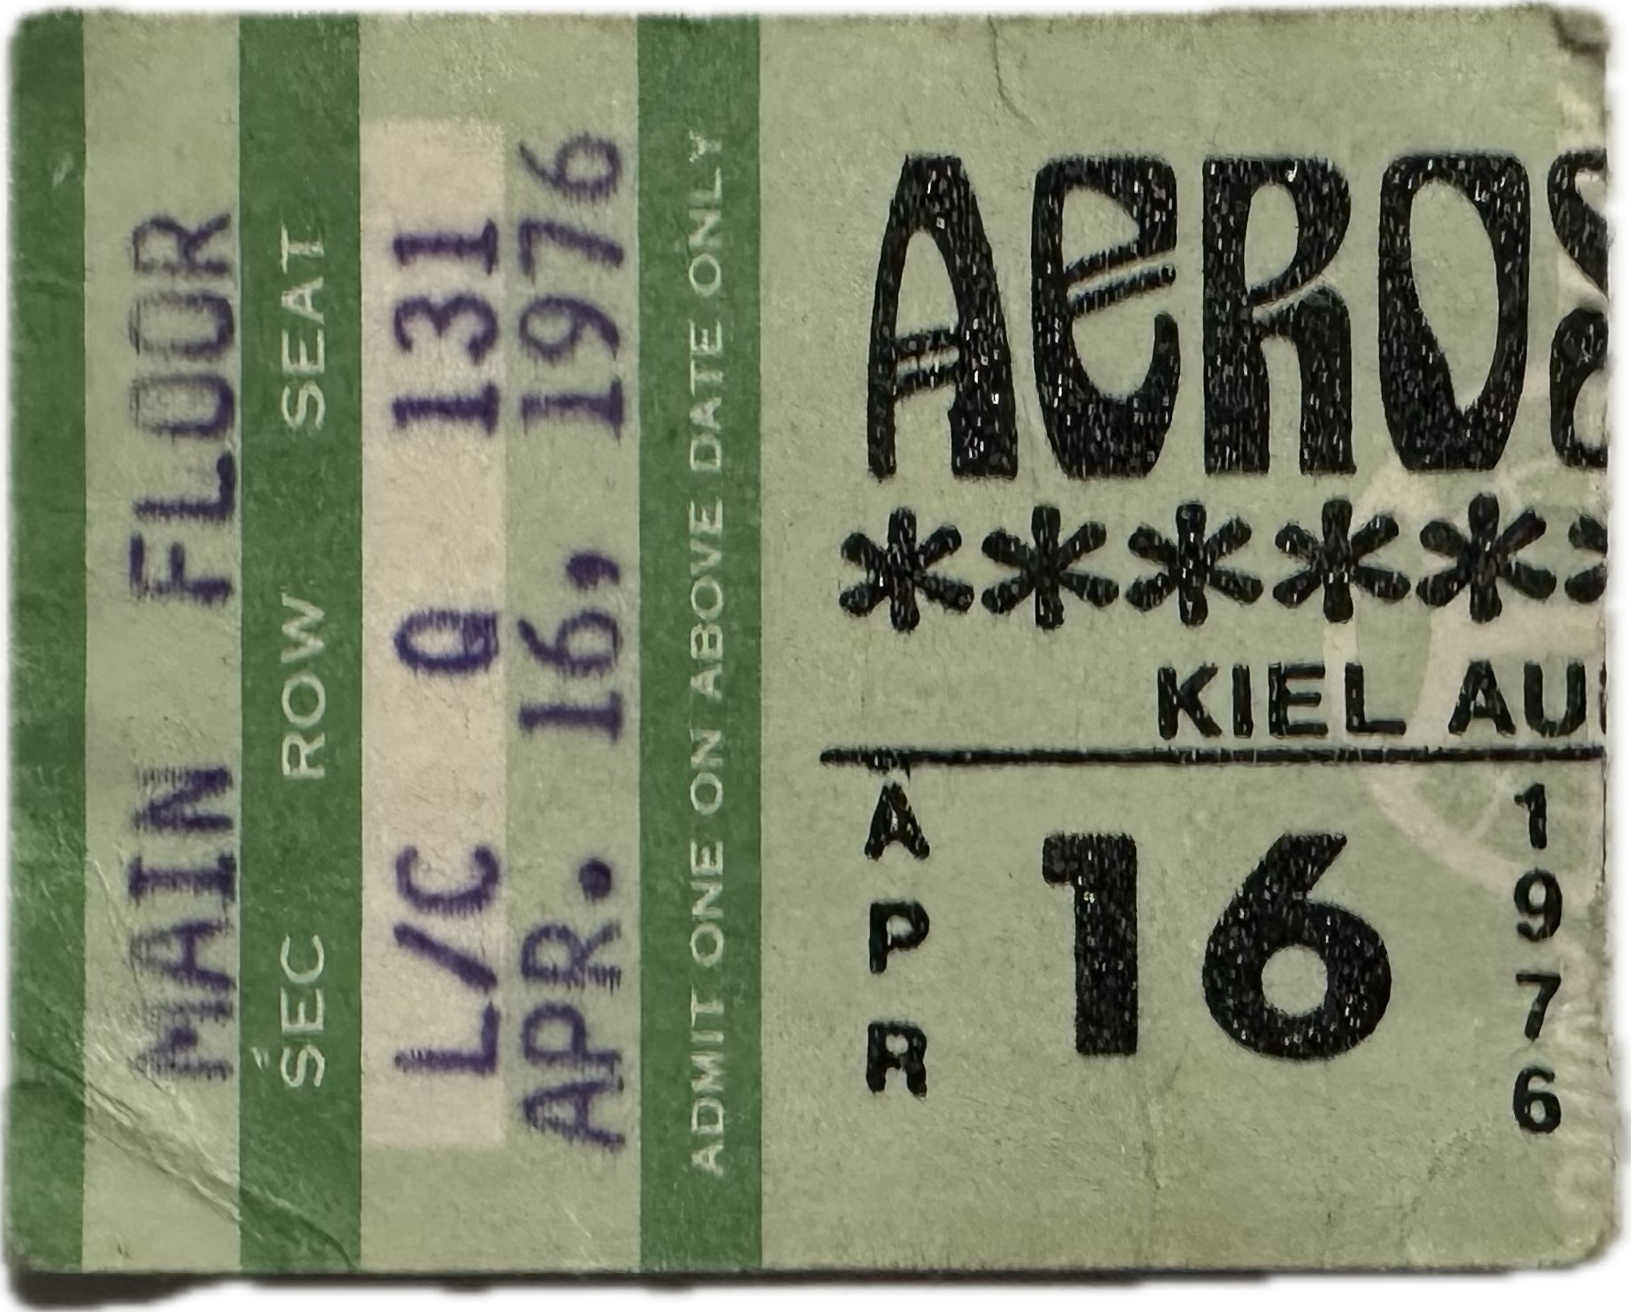 MAIN FLOOR
SEC ROW SEAT
L/C Q 131
APR. 16, 1976
ADMIT ONE ON ABOVE DATE ONLY
AEROS
******
KIEL AU
APR 16 1976